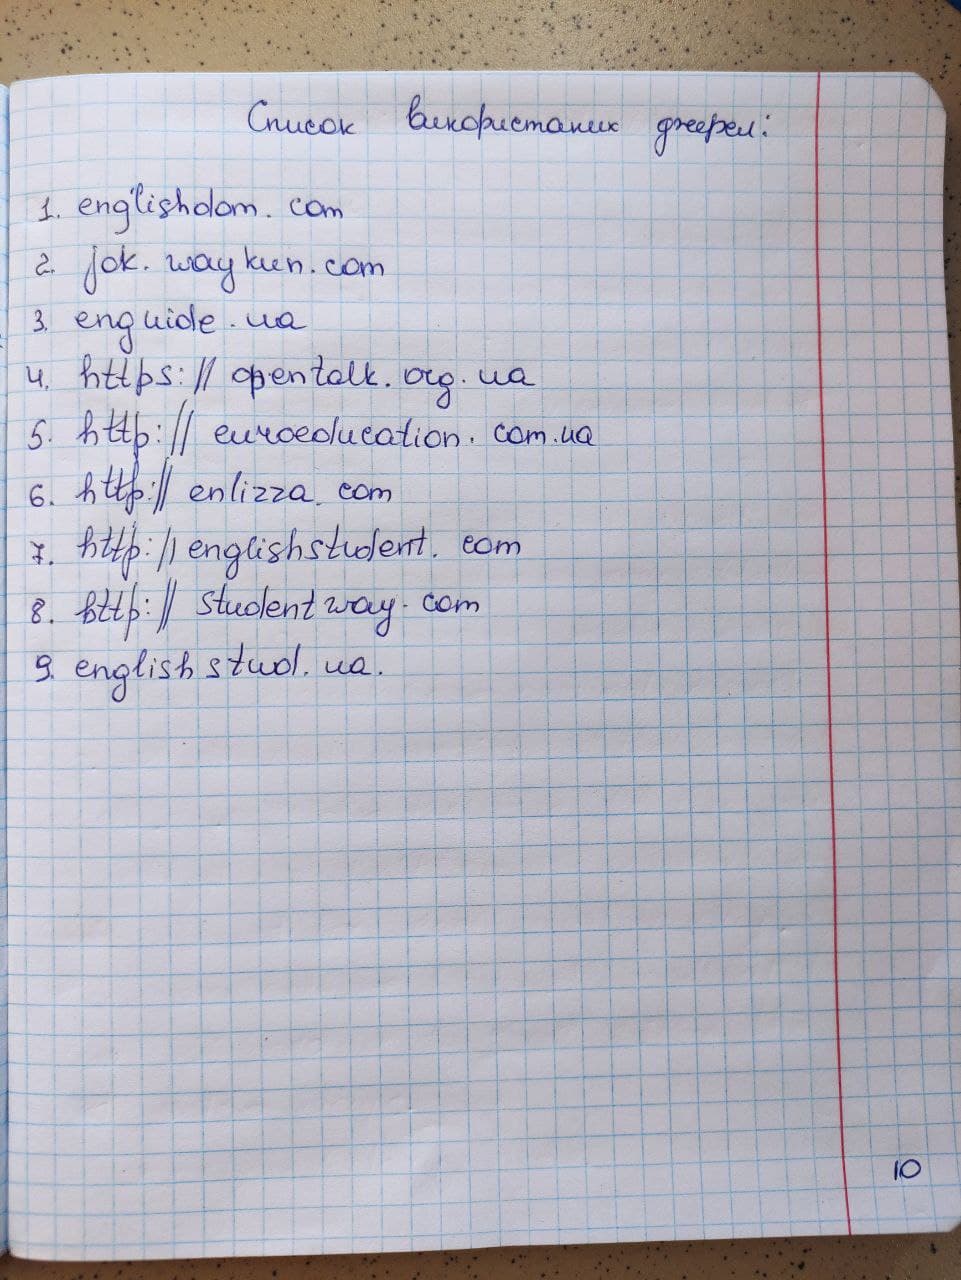 Список використаних джерел:
1. englishdom. com
2. jok. waykun. com
3. enguide. ua
4. https: // opentalk. org. ua
5. http: // euroeducation. com. ua
6. http: // enlizza. com
7. http: // englishstudent. com
8. http: // studentway. com
9. english stud. ua.
10